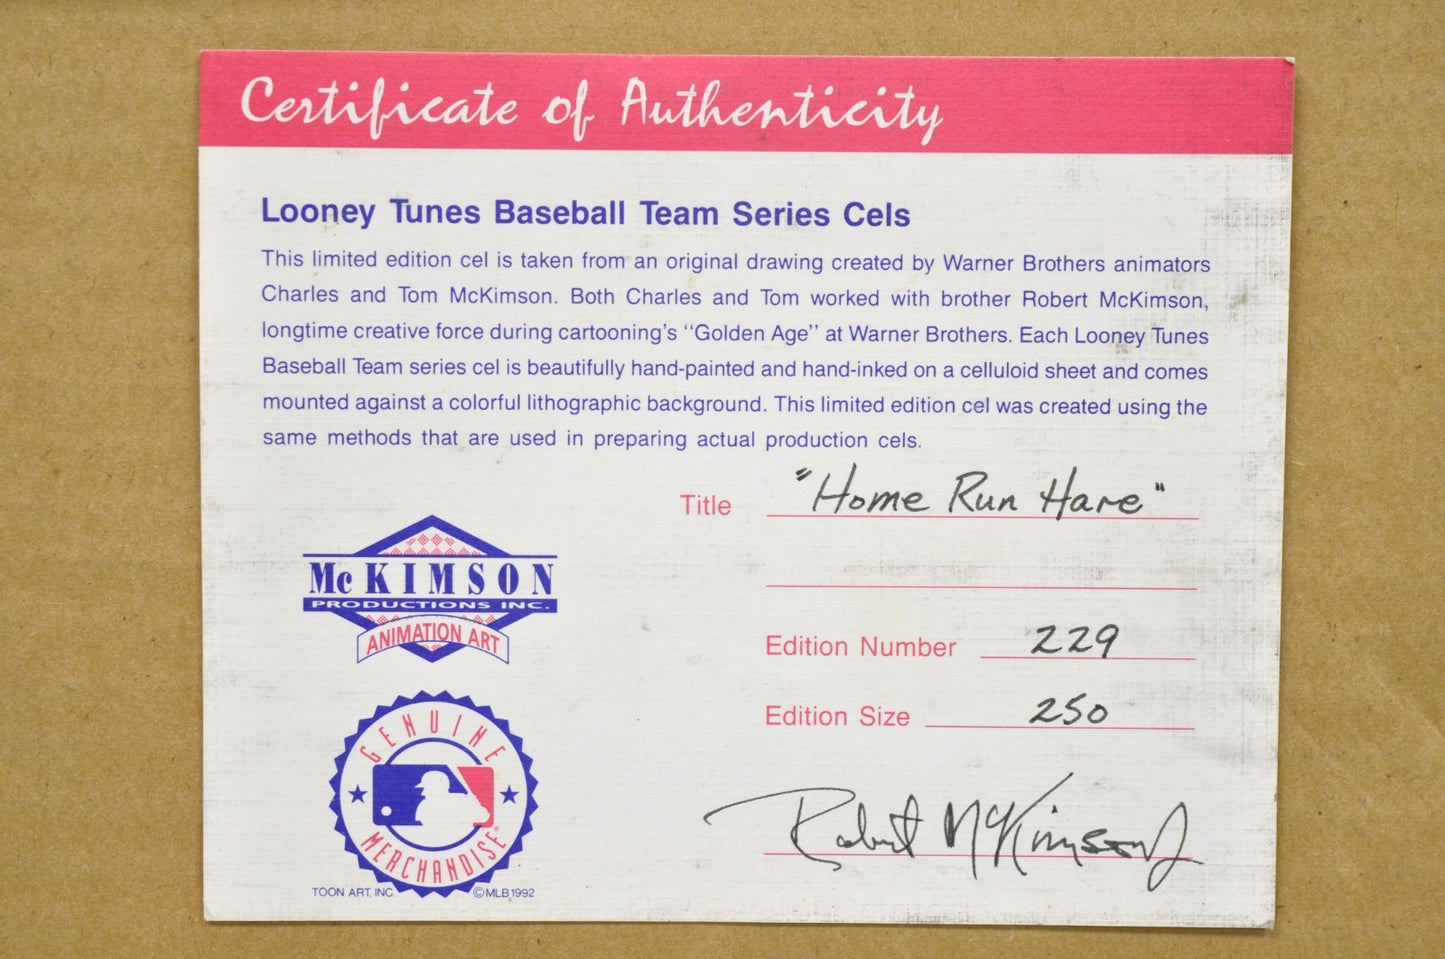 Certificate of Authenticity
Looney Tunes Baseball Team Series Cels
This limited edition cel is taken from an original drawing created by Warner Brothers animators
Charles and Tom McKimson. Both Charles and Tom worked with brother Robert McKimson,
longtime creative force during cartooning's "Golden Age" at Warner Brothers. Each Looney Tunes
Baseball Team series cel is beautifully hand-painted and hand-inked on a celluloid sheet and comes
mounted against a colorful lithographic background. This limited edition cel was created using the
same methods that are used in preparing actual production cels.
Title "Home Run Hare"
McKIMSON
PRODUCTIONS INC.
ANIMATION ART
Edition Number 229
Edition Size 250
GENUINE
MERCHANDISE®
Robert McKimson Jr
TOON ART, INC ©MLB 1992